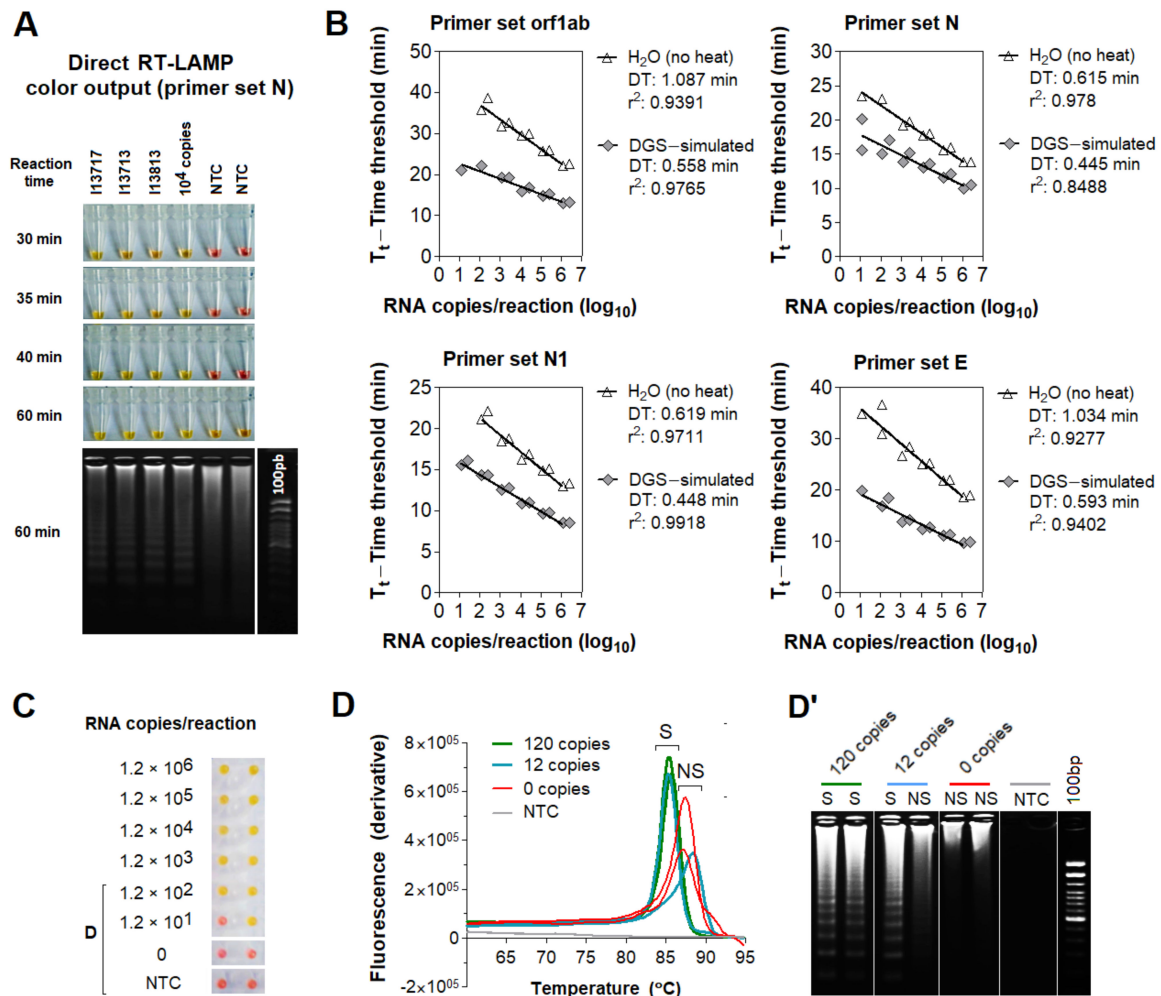 A
Direct RT-LAMP
color output (primer set N)
Reaction
time
I13717
I13713
I13813
10⁴ copies
NTC
NTC
30 min
35 min
40 min
60 min
60 min
100pb
B
Primer set orf1ab
Tt–Time threshold (min)
50
40
30
20
10
0
0 1 2 3 4 5 6 7
RNA copies/reaction (log10)
H2O (no heat)
DT: 1.087 min
r²: 0.9391
DGS–simulated
DT: 0.558 min
r²: 0.9765
Primer set N
Tt–Time threshold (min)
30
25
20
15
10
5
0
0 1 2 3 4 5 6 7
RNA copies/reaction (log10)
H2O (no heat)
DT: 0.615 min
r²: 0.978
DGS–simulated
DT: 0.445 min
r²: 0.8488
Primer set N1
Tt–Time threshold (min)
25
20
15
10
5
0
0 1 2 3 4 5 6 7
RNA copies/reaction (log10)
H2O (no heat)
DT: 0.619 min
r²: 0.9711
DGS–simulated
DT: 0.448 min
r²: 0.9918
Primer set E
Tt–Time threshold (min)
40
30
20
10
0
0 1 2 3 4 5 6 7
RNA copies/reaction (log10)
H2O (no heat)
DT: 1.034 min
r²: 0.9277
DGS–simulated
DT: 0.593 min
r²: 0.9402
C
RNA copies/reaction
1.2 × 10⁶
1.2 × 10⁵
1.2 × 10⁴
1.2 × 10³
1.2 × 10²
1.2 × 10¹
0
NTC
D
D
Fluorescence (derivative)
8×10⁰⁵
6×10⁰⁵
4×10⁰⁵
2×10⁰⁵
0
-2×10⁰⁵
120 copies
12 copies
0 copies
NTC
S
NS
65 70 75 80 85 90 95
Temperature (°C)
D'
120 copies
12 copies
0 copies
S S S NS NS NS NTC
100bp